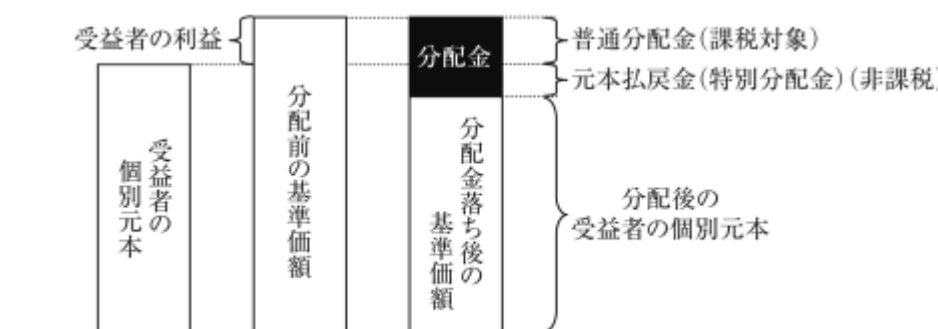 受益者の利益
分配金
普通分配金(課税対象)
元本払戻金(特別分配金)(非課税)
受益者の
個別元本
分配前の基準価額
分配金落ち後の
基準価額
分配後の
受益者の個別元本